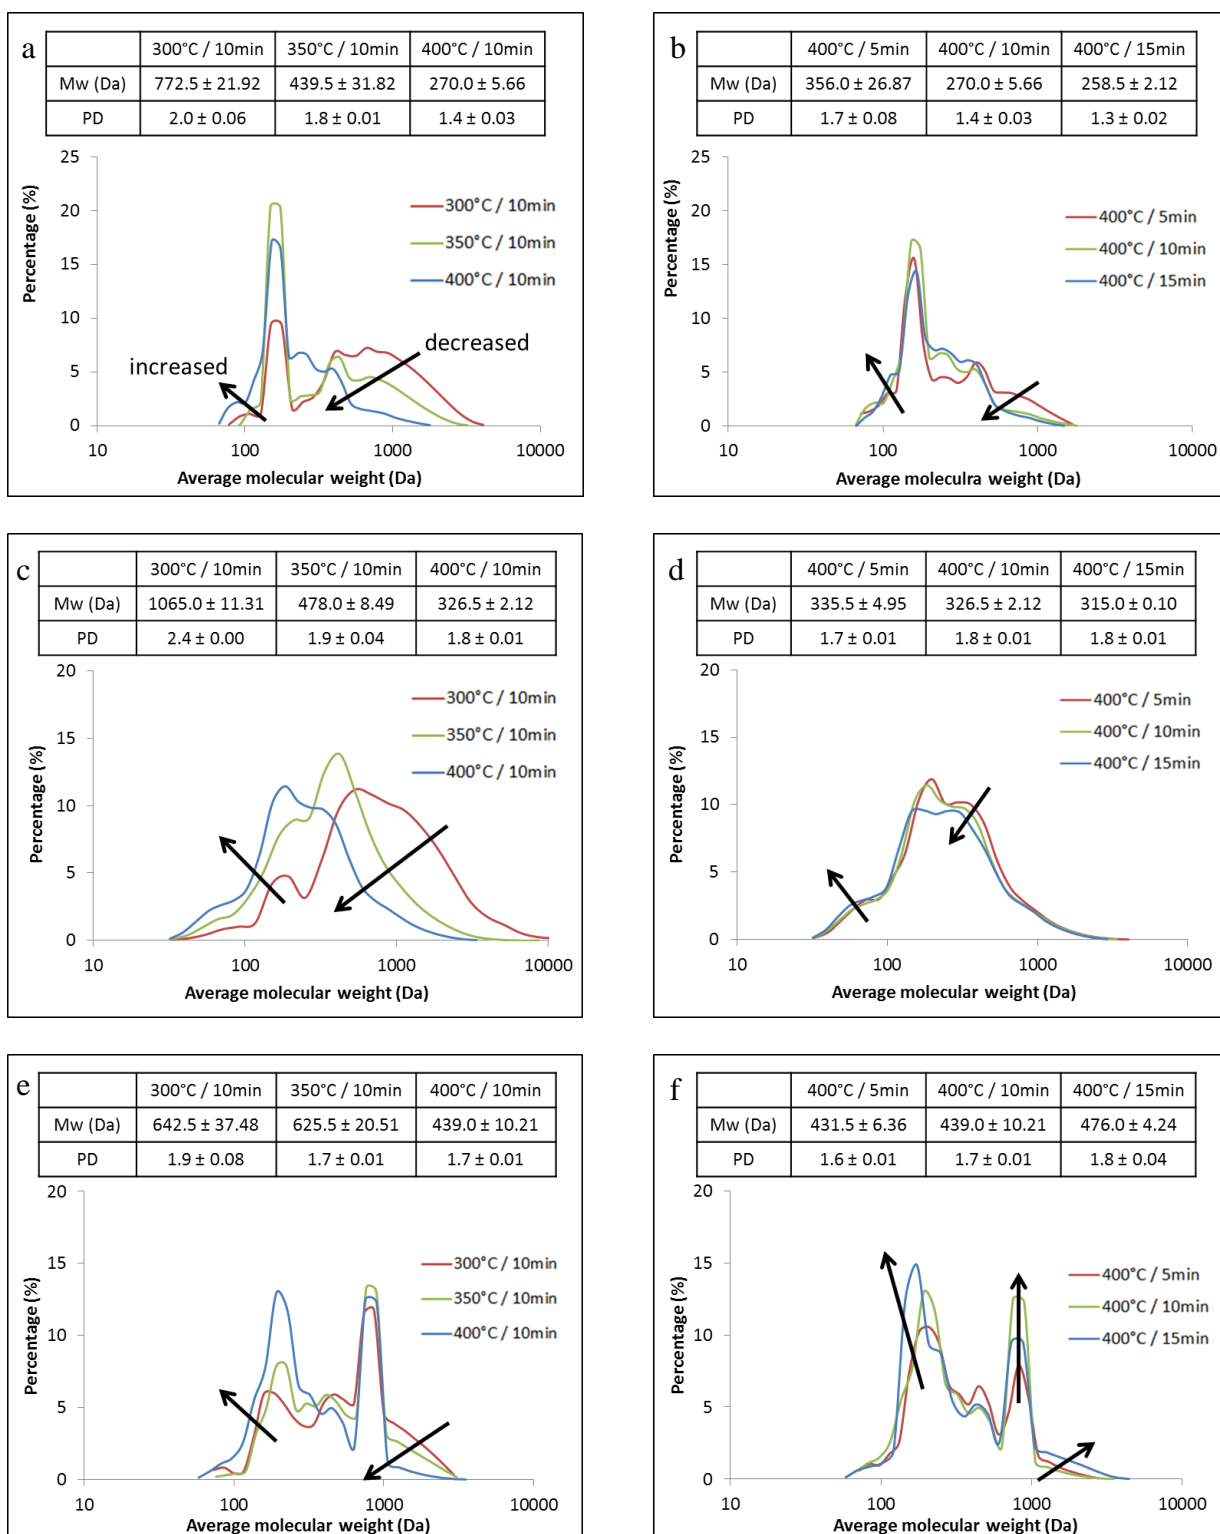 a
300°C / 10min 350°C / 10min 400°C / 10min
Mw (Da) 772.5 ± 21.92 439.5 ± 31.82 270.0 ± 5.66
PD 2.0 ± 0.06 1.8 ± 0.01 1.4 ± 0.03
25
20
15
10
5
0
Percentage (%)
300°C / 10min
350°C / 10min
400°C / 10min
increased
decreased
10 100 1000 10000
Average molecular weight (Da)
b
400°C / 5min 400°C / 10min 400°C / 15min
Mw (Da) 356.0 ± 26.87 270.0 ± 5.66 258.5 ± 2.12
PD 1.7 ± 0.08 1.4 ± 0.03 1.3 ± 0.02
25
20
15
10
5
0
Percentage (%)
400°C / 5min
400°C / 10min
400°C / 15min
10 100 1000 10000
Average moleculra weight (Da)
c
300°C / 10min 350°C / 10min 400°C / 10min
Mw (Da) 1065.0 ± 11.31 478.0 ± 8.49 326.5 ± 2.12
PD 2.4 ± 0.00 1.9 ± 0.04 1.8 ± 0.01
20
15
10
5
0
Percentage (%)
300°C / 10min
350°C / 10min
400°C / 10min
10 100 1000 10000
Average molecular weight (Da)
d
400°C / 5min 400°C / 10min 400°C / 15min
Mw (Da) 335.5 ± 4.95 326.5 ± 2.12 315.0 ± 0.10
PD 1.7 ± 0.01 1.8 ± 0.01 1.8 ± 0.01
20
15
10
5
0
Percentage (%)
400°C / 5min
400°C / 10min
400°C / 15min
10 100 1000 10000
Average molecular weight (Da)
e
300°C / 10min 350°C / 10min 400°C / 10min
Mw (Da) 642.5 ± 37.48 625.5 ± 20.51 439.0 ± 10.21
PD 1.9 ± 0.08 1.7 ± 0.01 1.7 ± 0.01
20
15
10
5
0
Percentage (%)
300°C / 10min
350°C / 10min
400°C / 10min
10 100 1000 10000
Average molecular weight (Da)
f
400°C / 5min 400°C / 10min 400°C / 15min
Mw (Da) 431.5 ± 6.36 439.0 ± 10.21 476.0 ± 4.24
PD 1.6 ± 0.01 1.7 ± 0.01 1.8 ± 0.04
20
15
10
5
0
Percentage (%)
400°C / 5min
400°C / 10min
400°C / 15min
10 100 1000 10000
Average molecular weight (Da)